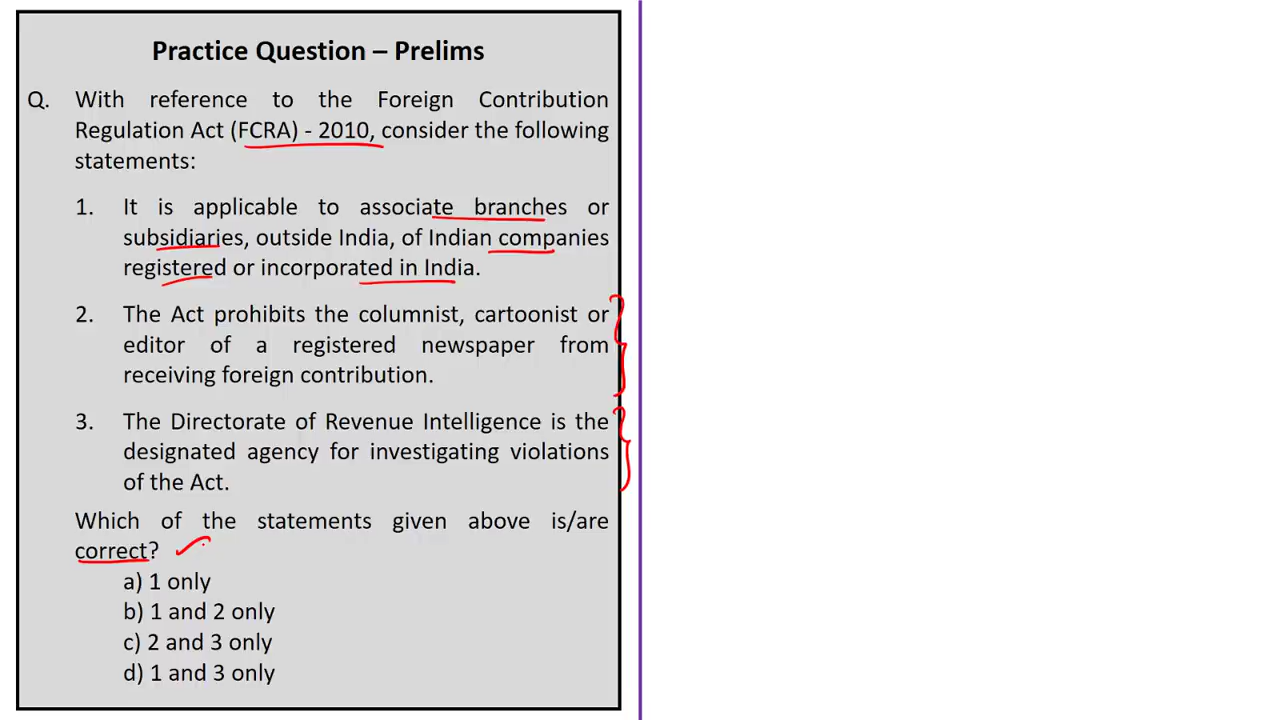 Practice Question – Prelims
Q. With reference to the Foreign Contribution
Regulation Act (FCRA) - 2010, consider the following
statements:
1. It is applicable to associate branches or
subsidiaries, outside India, of Indian companies
registered or incorporated in India.
2. The Act prohibits the columnist, cartoonist or
editor of a registered newspaper from
receiving foreign contribution.
3. The Directorate of Revenue Intelligence is the
designated agency for investigating violations
of the Act.
Which of the statements given above is/are
correct?
a) 1 only
b) 1 and 2 only
c) 2 and 3 only
d) 1 and 3 only